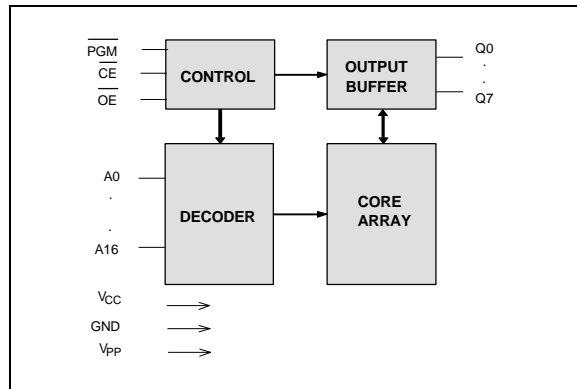 PGM
CE
OE
CONTROL
OUTPUT
BUFFER
Q0
.
.
Q7
A0
.
.
A16
DECODER
CORE
ARRAY
VCC
GND
VPP